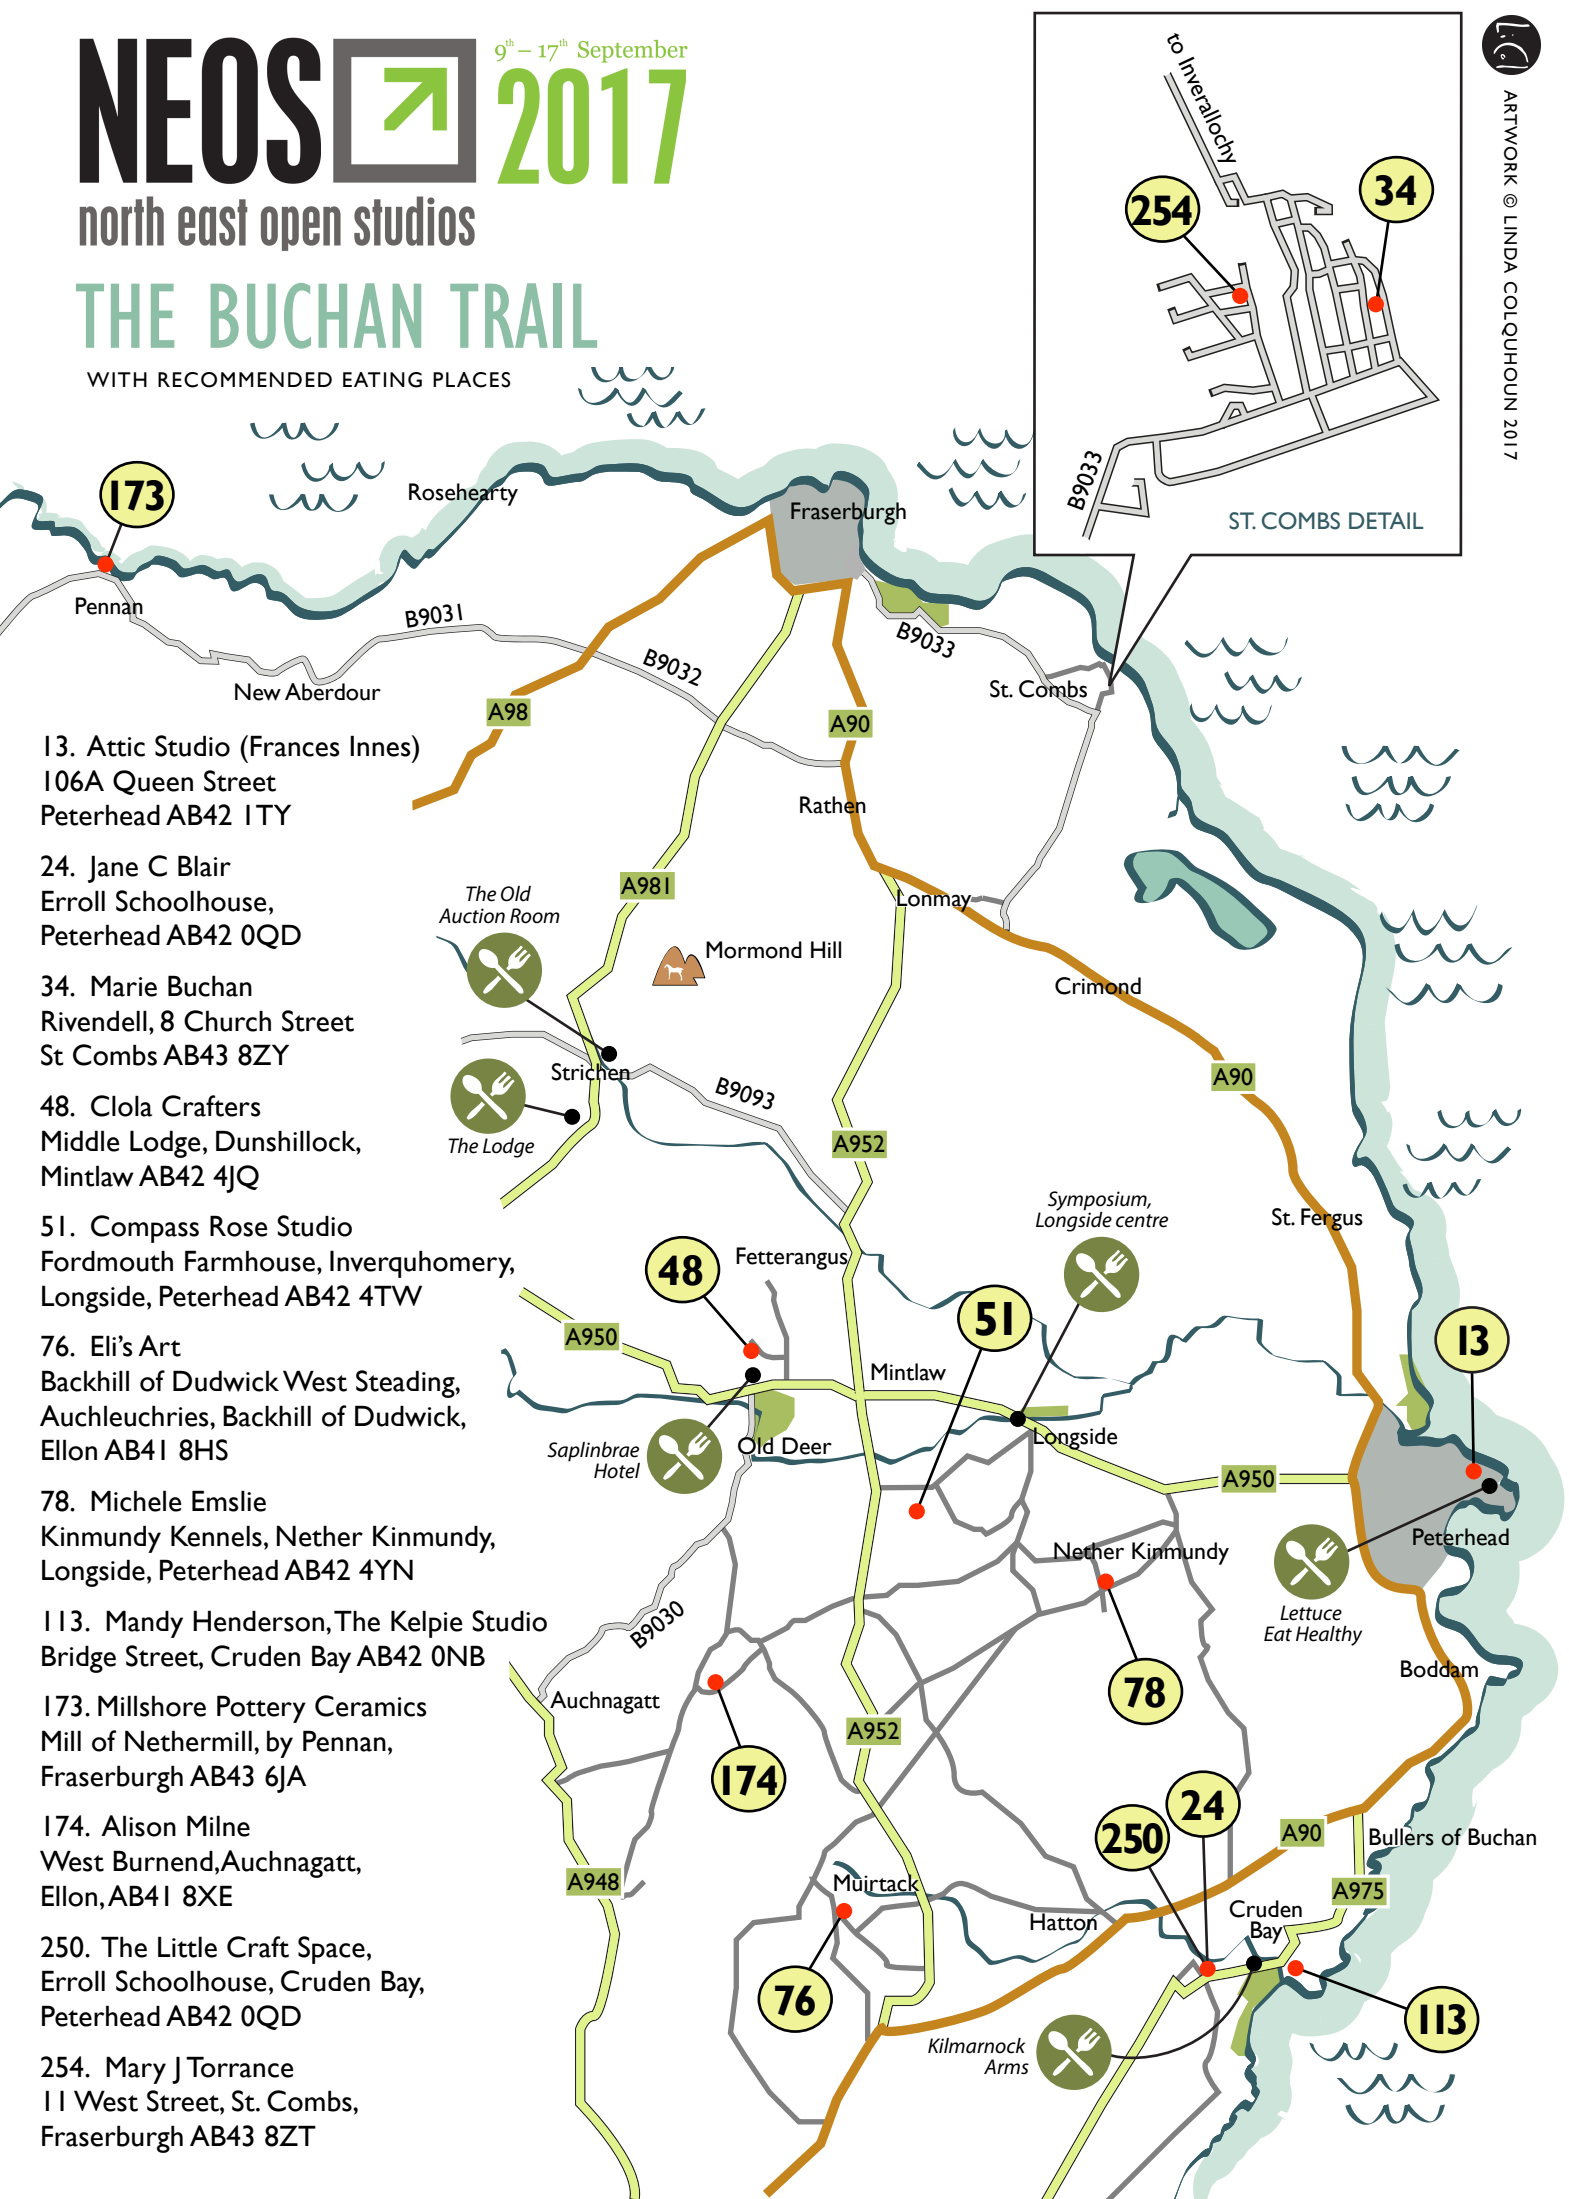 NEOS
9th – 17th September
2017
north east open studios
THE BUCHAN TRAIL
WITH RECOMMENDED EATING PLACES
ARTWORK © LINDA COLQUHOUN 2017
to Inverallochy
254
34
B9033
ST. COMBS DETAIL
173
Rosehearty
Fraserburgh
Pennan
B9031
B9032
B9033
New Aberdour
St. Combs
A98
A90
Rathen
A981
Lonmay
The Old
Auction Room
Mormond Hill
Crimond
Strichen
A90
B9093
The Lodge
A952
Symposium,
Longside centre
St. Fergus
48
Fetterangus
51
13
A950
Mintlaw
Saplinbrae
Hotel
Old Deer
Longside
A950
Peterhead
Nether Kinmundy
Lettuce
Eat Healthy
B9030
Boddam
78
Auchnagatt
A952
174
24
250
A90
Bullers of Buchan
A948
Muirtack
A975
Hatton
Cruden
Bay
76
113
Kilmarnock
Arms
13. Attic Studio (Frances Innes)
106A Queen Street
Peterhead AB42 1TY
24. Jane C Blair
Erroll Schoolhouse,
Peterhead AB42 0QD
34. Marie Buchan
Rivendell, 8 Church Street
St Combs AB43 8ZY
48. Clola Crafters
Middle Lodge, Dunshillock,
Mintlaw AB42 4JQ
51. Compass Rose Studio
Fordmouth Farmhouse, Inverquhomery,
Longside, Peterhead AB42 4TW
76. Eli's Art
Backhill of Dudwick West Steading,
Auchleuchries, Backhill of Dudwick,
Ellon AB41 8HS
78. Michele Emslie
Kinmundy Kennels, Nether Kinmundy,
Longside, Peterhead AB42 4YN
113. Mandy Henderson, The Kelpie Studio
Bridge Street, Cruden Bay AB42 0NB
173. Millshore Pottery Ceramics
Mill of Nethermill, by Pennan,
Fraserburgh AB43 6JA
174. Alison Milne
West Burnend, Auchnagatt,
Ellon, AB41 8XE
250. The Little Craft Space,
Erroll Schoolhouse, Cruden Bay,
Peterhead AB42 0QD
254. Mary J Torrance
11 West Street, St. Combs,
Fraserburgh AB43 8ZT